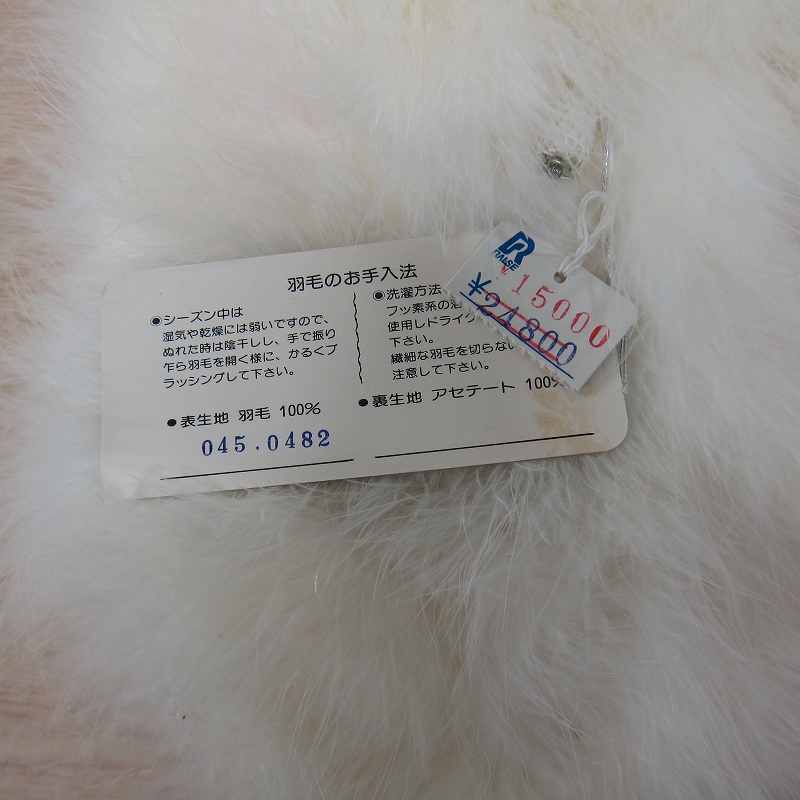 羽毛のお手入法
●シーズン中は
湿気や乾燥には弱いですので、
ぬれた時は陰干しし、手で振り
乍ら羽毛を開く様に、かるくブ
ラッシングして下さい。
●洗濯方法
フッ素系の
使用しドライク
下さい。
繊細な羽毛を切らない
注意して下さい。
●表生地 羽毛 100%
045.0482
●裏生地 アセテート 100%
RALSE
¥15000
¥24800